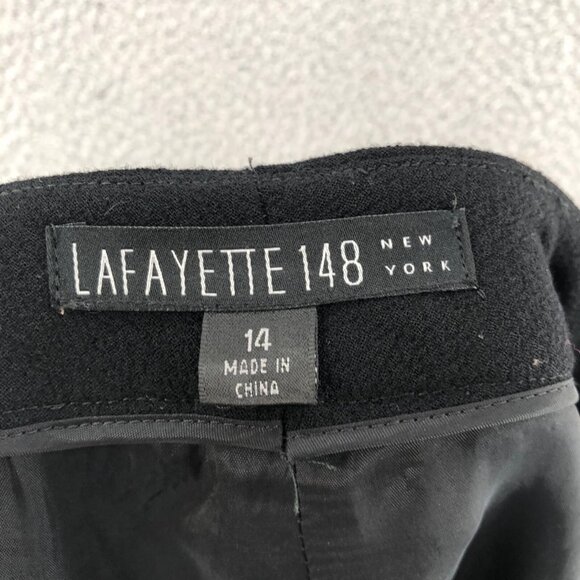 LAFAYETTE 148 NEW YORK
14
MADE IN
CHINA